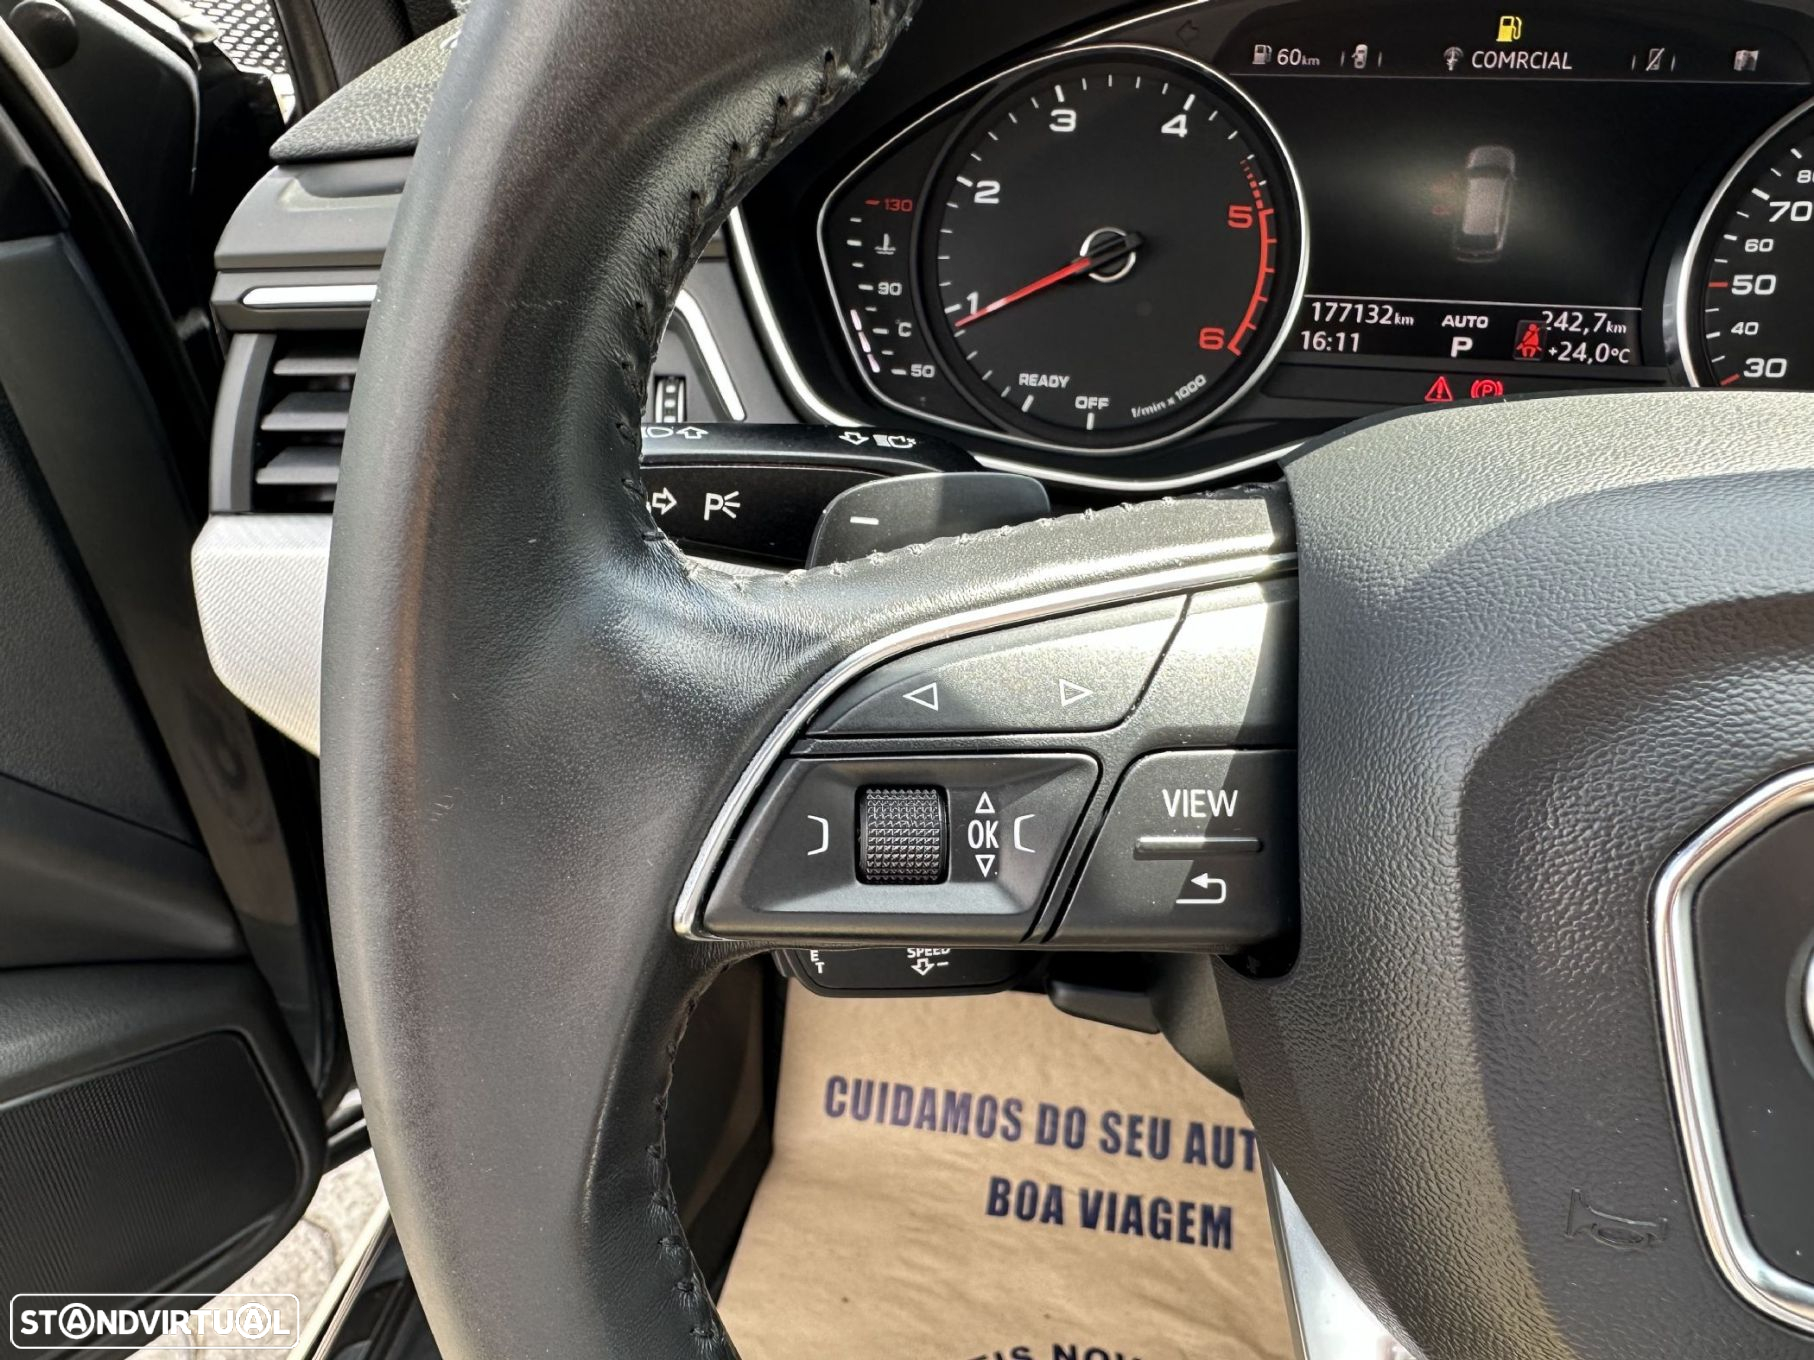 60km
COMRCIAL
3
4
2
5
1
6
READY
OFF
f/min x 1000
130
90
C
50
177132km
AUTO
242,7km
16:11
P
+24,0°C
80
70
60
50
40
30
P
OK
VIEW
SPEED
CUIDAMOS DO SEU AUT
BOA VIAGEM
STANDVIRTUAL